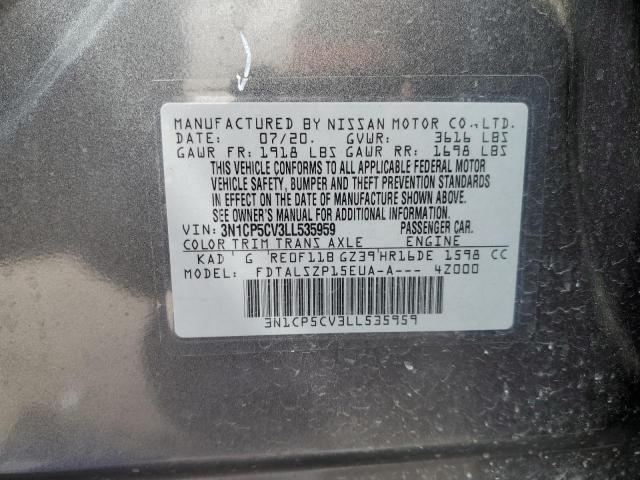 MANUFACTURED BY NISSAN MOTOR CO.,LTD.
DATE: 07/20. GVWR: 3616 LBS
GAWR FR: 1918 LBS GAWR RR: 1698 LBS
THIS VEHICLE CONFORMS TO ALL APPLICABLE FEDERAL MOTOR
VEHICLE SAFETY, BUMPER AND THEFT PREVENTION STANDARDS
IN EFFECT ON THE DATE OF MANUFACTURE SHOWN ABOVE.
SEE OWNER'S MANUAL FOR ADDITIONAL INFORMATION.
VIN: 3N1CP5CV3LL535959 PASSENGER CAR.
COLOR TRIM TRANS AXLE ENGINE
KAD G RE0F11B GZ39 HR16DE 1598 CC
MODEL: FDTALSZP15EUA-A--- 4Z000
3N1CP5CV3LL535959